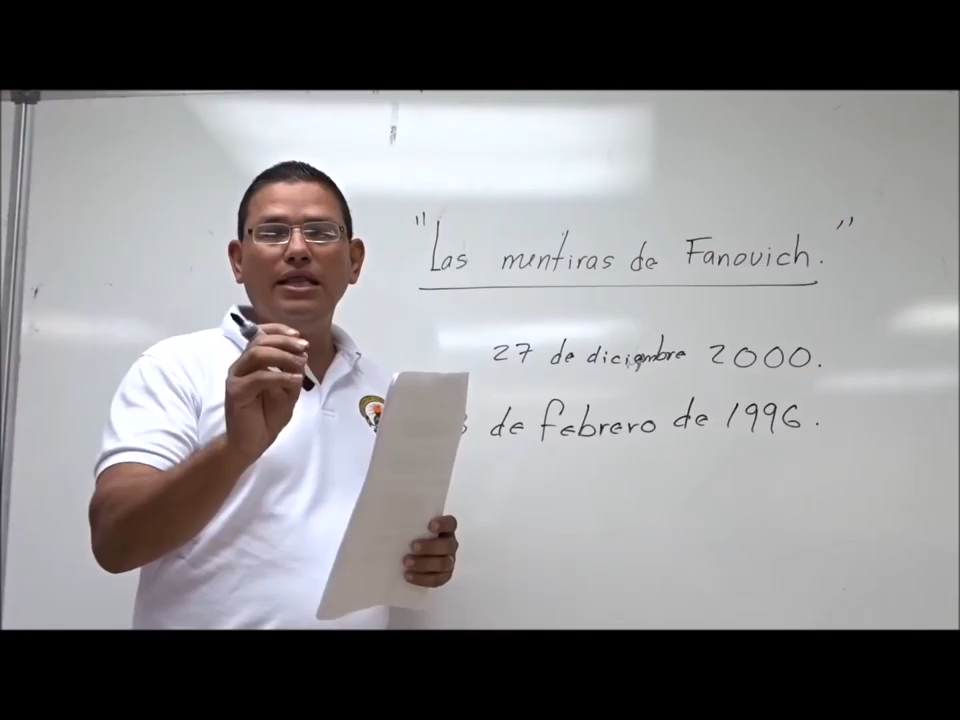 "Las mentiras de Fanovich."
27 de diciembre 2000.
de febrero de 1996.